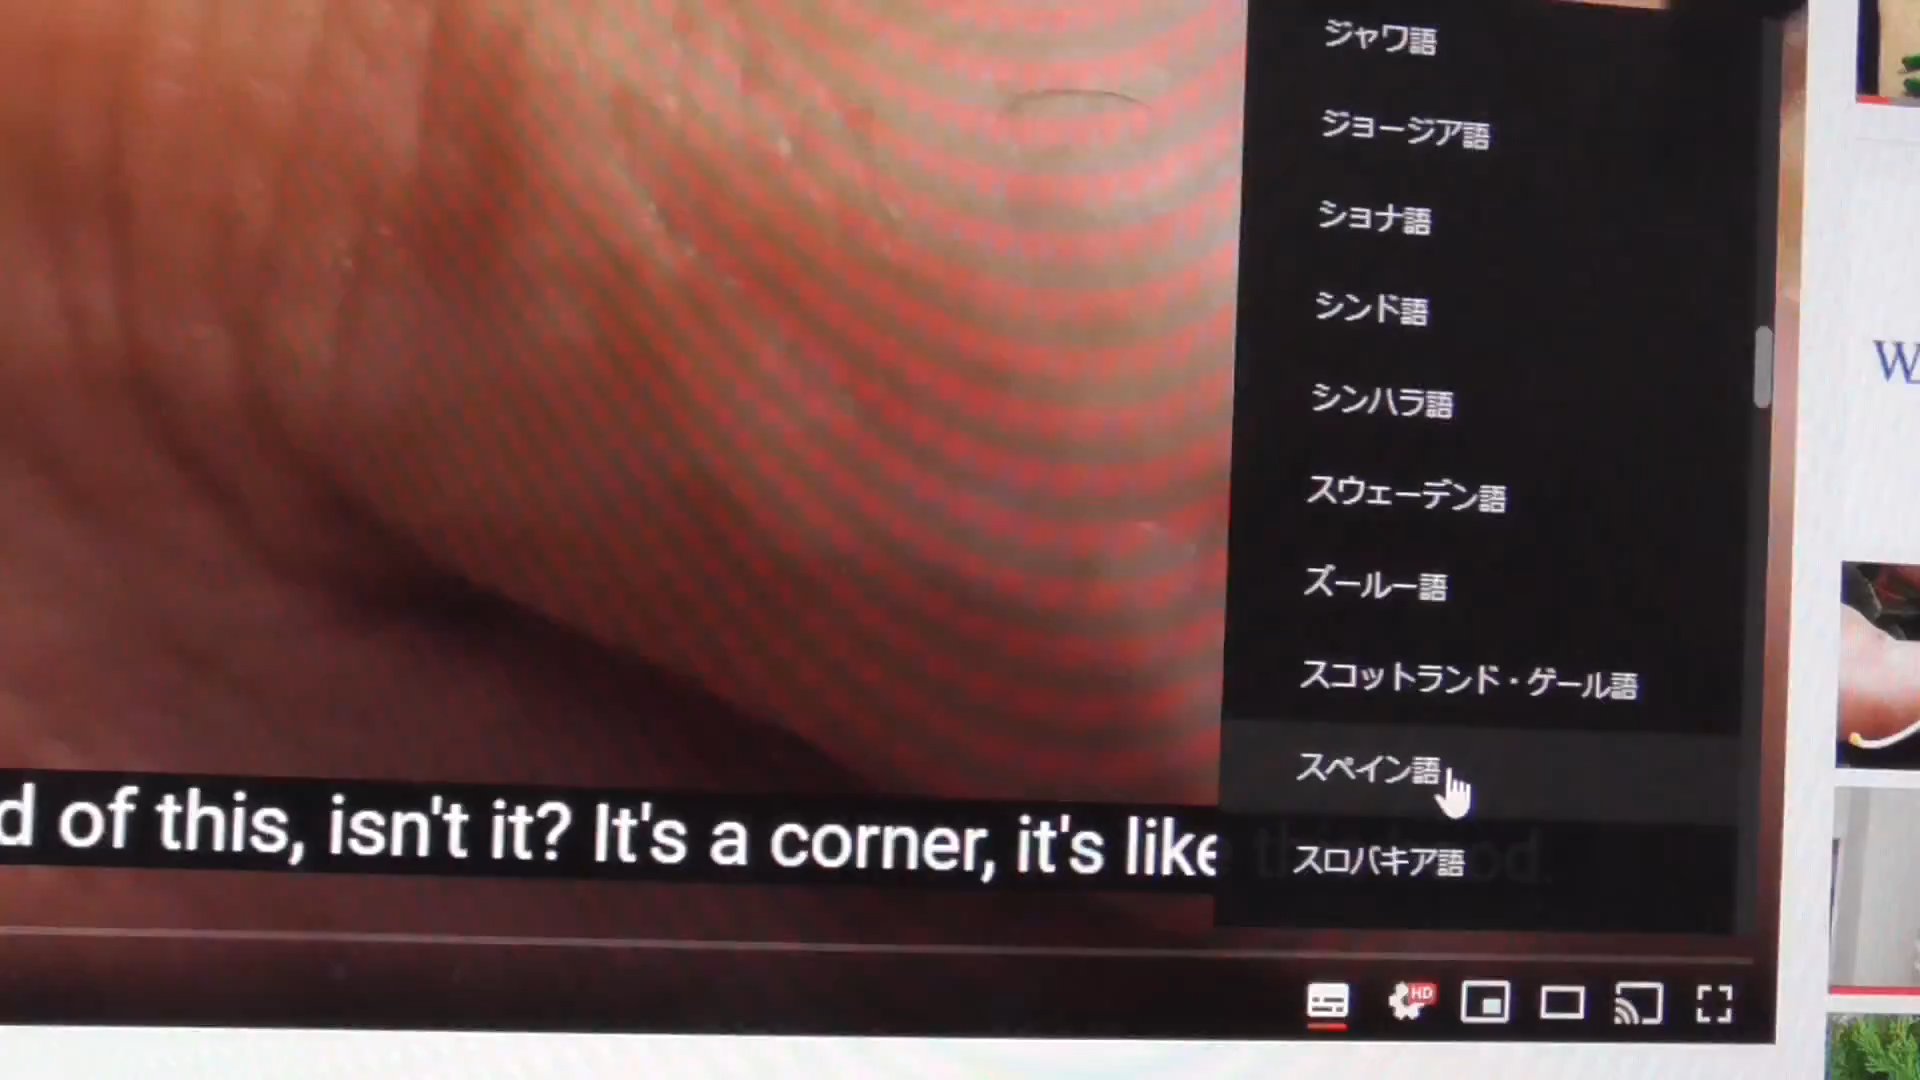 ジャワ語
ジョージア語
ショナ語
シンド語
シンハラ語
スウェーデン語
ズールー語
スコットランド・ゲール語
スペイン語
スロバキア語
d of this, isn't it? It's a corner, it's like
HD
W